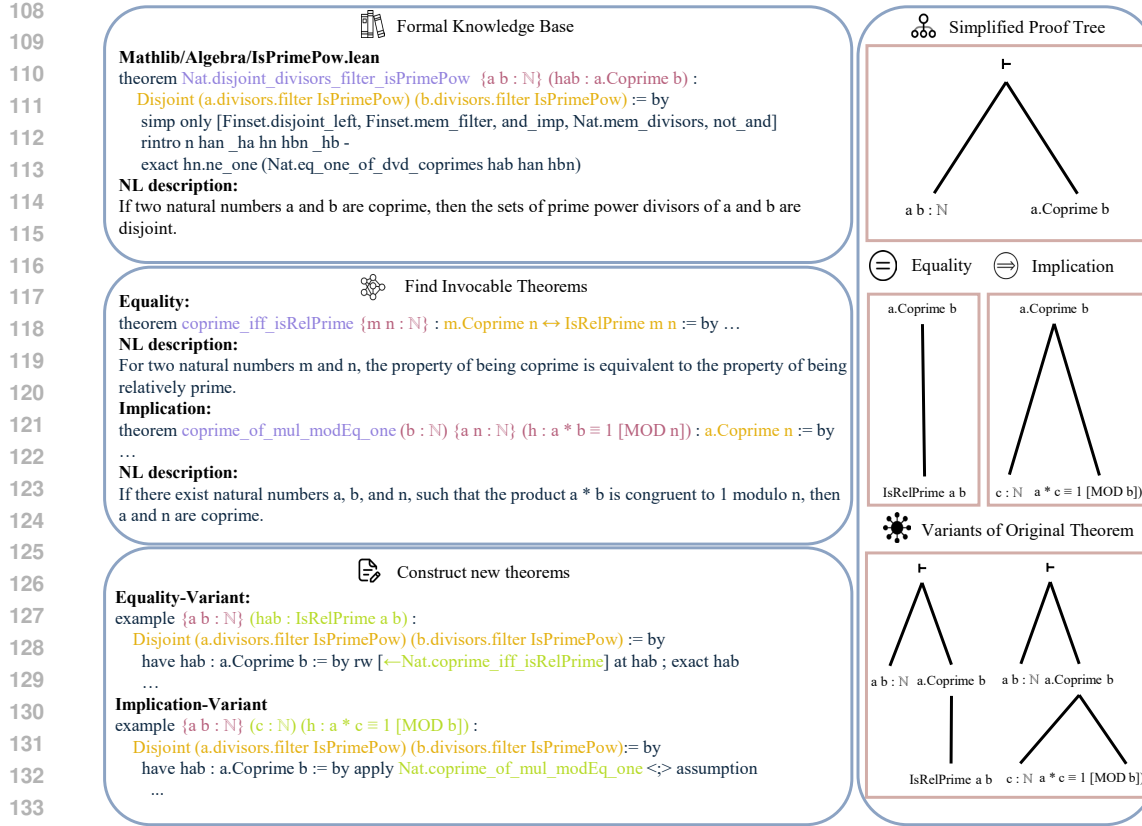 108
109
110
111
112
113
114
115
116
117
118
119
120
121
122
123
124
125
126
127
128
129
130
131
132
133
Formal Knowledge Base
Mathlib/Algebra/IsPrimePow.lean
theorem Nat.disjoint_divisors_filter_isPrimePow {a b : ℕ} (hab : a.Coprime b) :
Disjoint (a.divisors.filter IsPrimePow) (b.divisors.filter IsPrimePow) := by
simp only [Finset.disjoint_left, Finset.mem_filter, and_imp, Nat.mem_divisors, not_and]
rintro n han _ha hn hbn _hb -
exact hn.ne_one (Nat.eq_one_of_dvd_coprimes hab han hbn)
NL description:
If two natural numbers a and b are coprime, then the sets of prime power divisors of a and b are
disjoint.
Find Invocable Theorems
Equality:
theorem coprime_iff_isRelPrime {m n : ℕ} : m.Coprime n ↔ IsRelPrime m n := by …
NL description:
For two natural numbers m and n, the property of being coprime is equivalent to the property of being
relatively prime.
Implication:
theorem coprime_of_mul_modEq_one (b : ℕ) {a n : ℕ} (h : a * b ≡ 1 [MOD n]) : a.Coprime n := by
…
NL description:
If there exist natural numbers a, b, and n, such that the product a * b is congruent to 1 modulo n, then
a and n are coprime.
Construct new theorems
Equality-Variant:
example {a b : ℕ} (hab : IsRelPrime a b) :
Disjoint (a.divisors.filter IsPrimePow) (b.divisors.filter IsPrimePow) := by
have hab : a.Coprime b := by rw [←Nat.coprime_iff_isRelPrime] at hab ; exact hab
…
Implication-Variant
example {a b : ℕ} (c : ℕ) (h : a * c ≡ 1 [MOD b]) :
Disjoint (a.divisors.filter IsPrimePow) (b.divisors.filter IsPrimePow):= by
have hab : a.Coprime b := by apply Nat.coprime_of_mul_modEq_one <;> assumption
...
Simplified Proof Tree
⊢
a b : ℕ a.Coprime b
= Equality ⇒ Implication
a.Coprime b a.Coprime b
IsRelPrime a b c : ℕ a * c ≡ 1 [MOD b])
Variants of Original Theorem
⊢ ⊢
a b : ℕ a.Coprime b a b : ℕ a.Coprime b
IsRelPrime a b c : ℕ a * c ≡ 1 [MOD b])